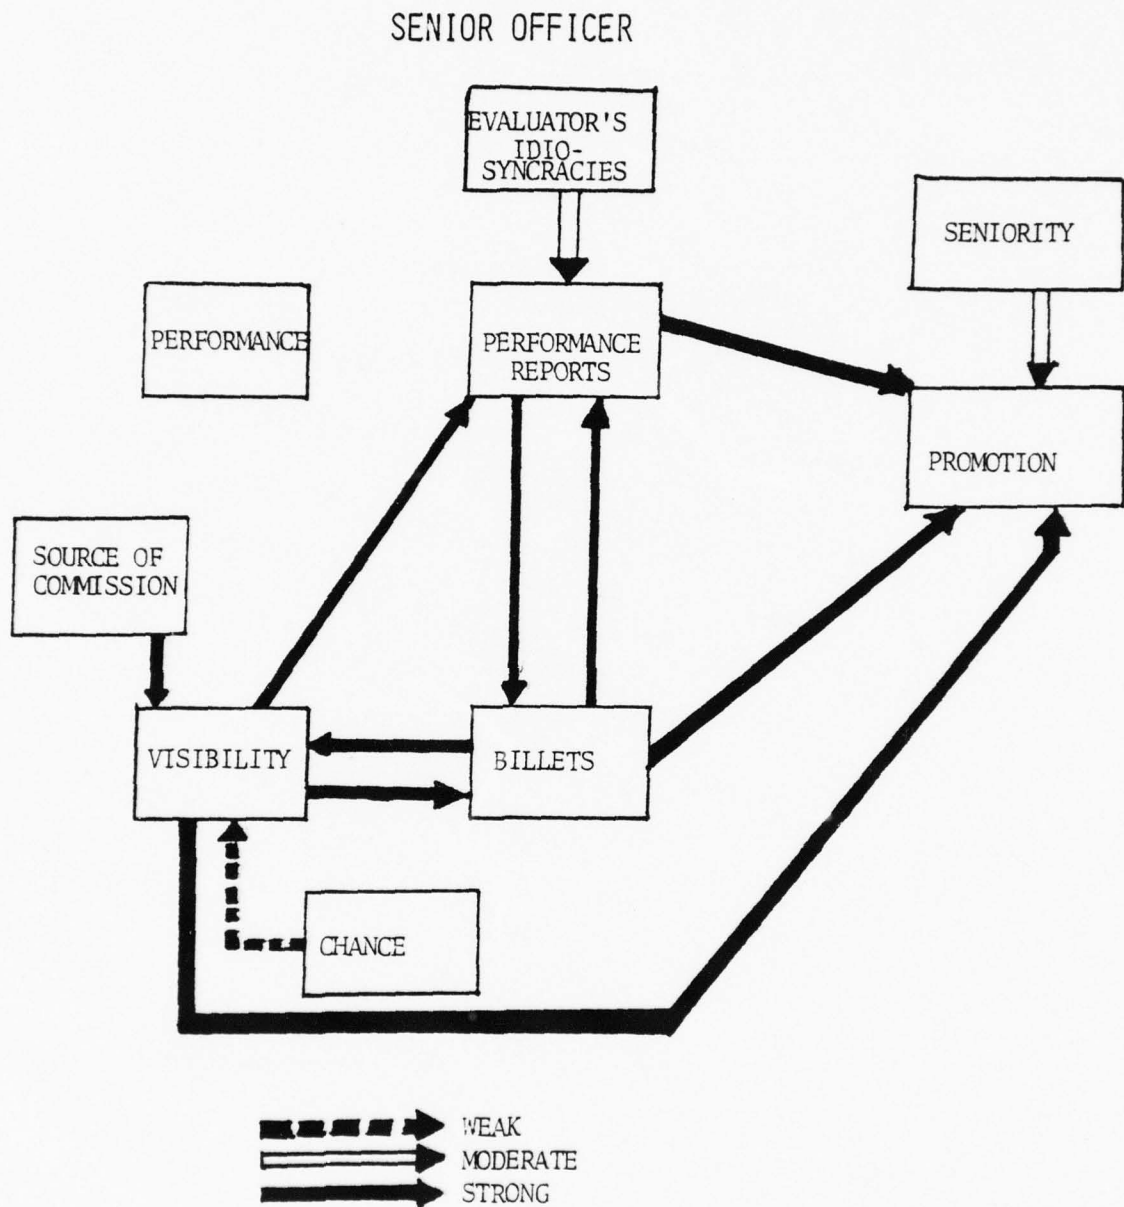 SENIOR OFFICER
EVALUATOR'S
IDIO-
SYNCRACIES
SENIORITY
PERFORMANCE
PERFORMANCE
REPORTS
PROMOTION
SOURCE OF
COMMISSION
VISIBILITY
BILLETS
CHANCE
WEAK
MODERATE
STRONG